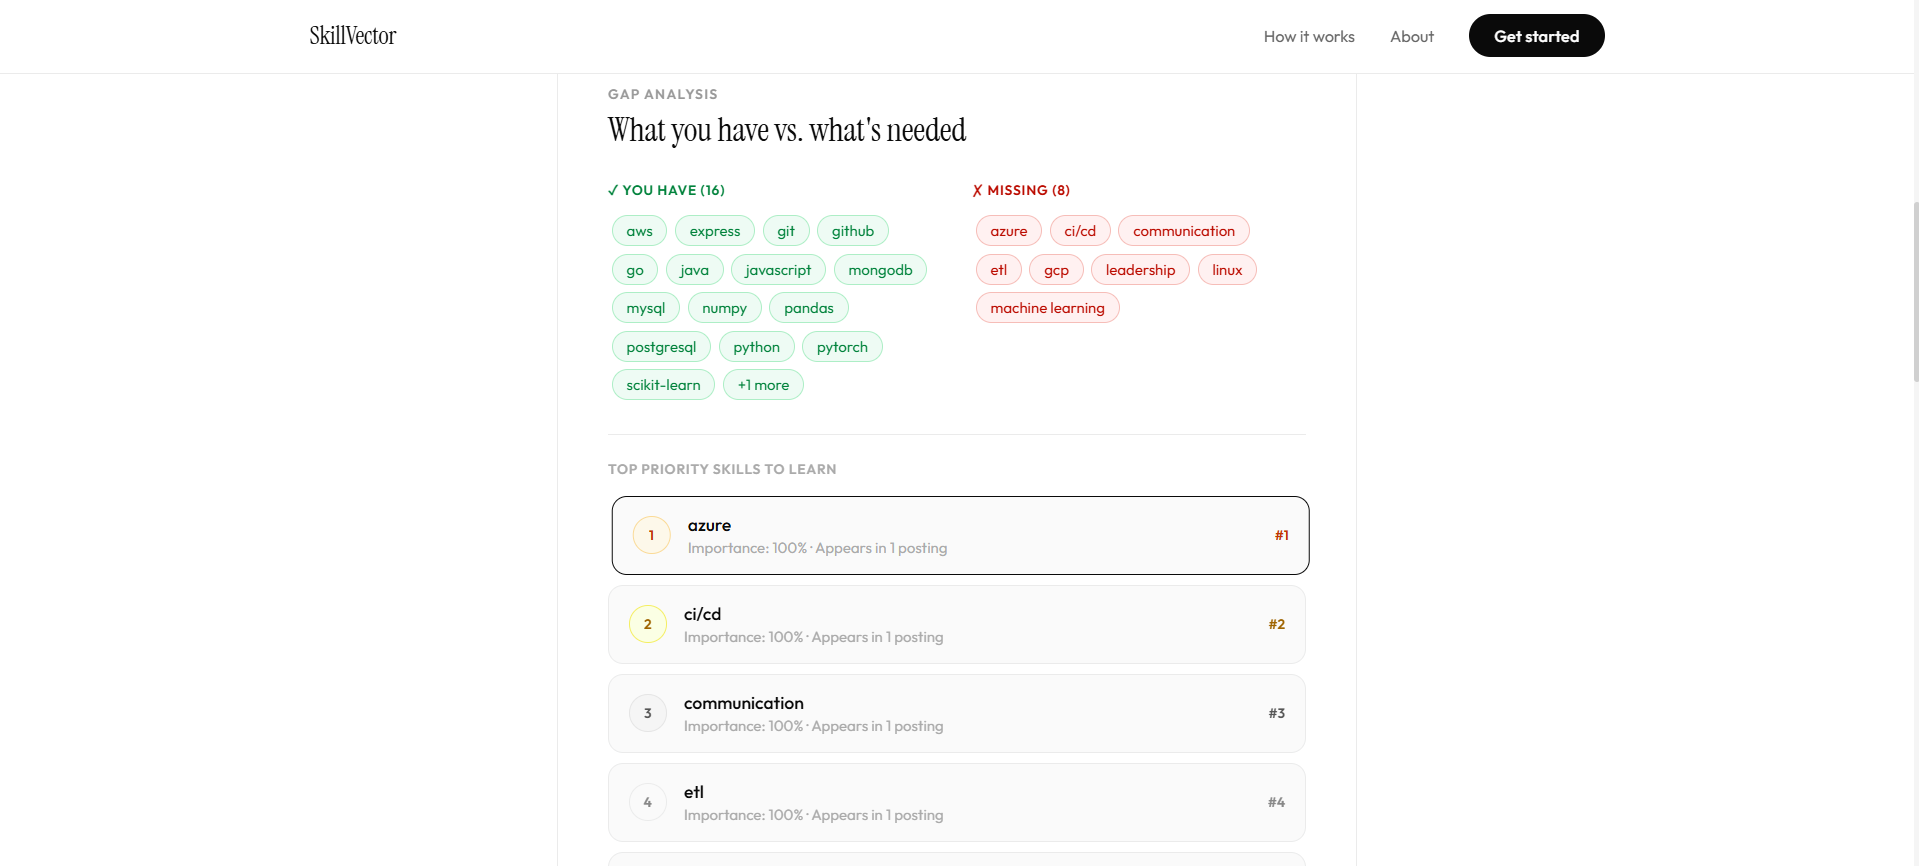 SkillVector
How it works
About
Get started
GAP ANALYSIS
What you have vs. what's needed
✓ YOU HAVE (16)
aws
express
git
github
go
java
javascript
mongodb
mysql
numpy
pandas
postgresql
python
pytorch
scikit-learn
+1 more
✗ MISSING (8)
azure
ci/cd
communication
etl
gcp
leadership
linux
machine learning
TOP PRIORITY SKILLS TO LEARN
1
azure
Importance: 100% · Appears in 1 posting
#1
2
ci/cd
Importance: 100% · Appears in 1 posting
#2
3
communication
Importance: 100% · Appears in 1 posting
#3
4
etl
Importance: 100% · Appears in 1 posting
#4